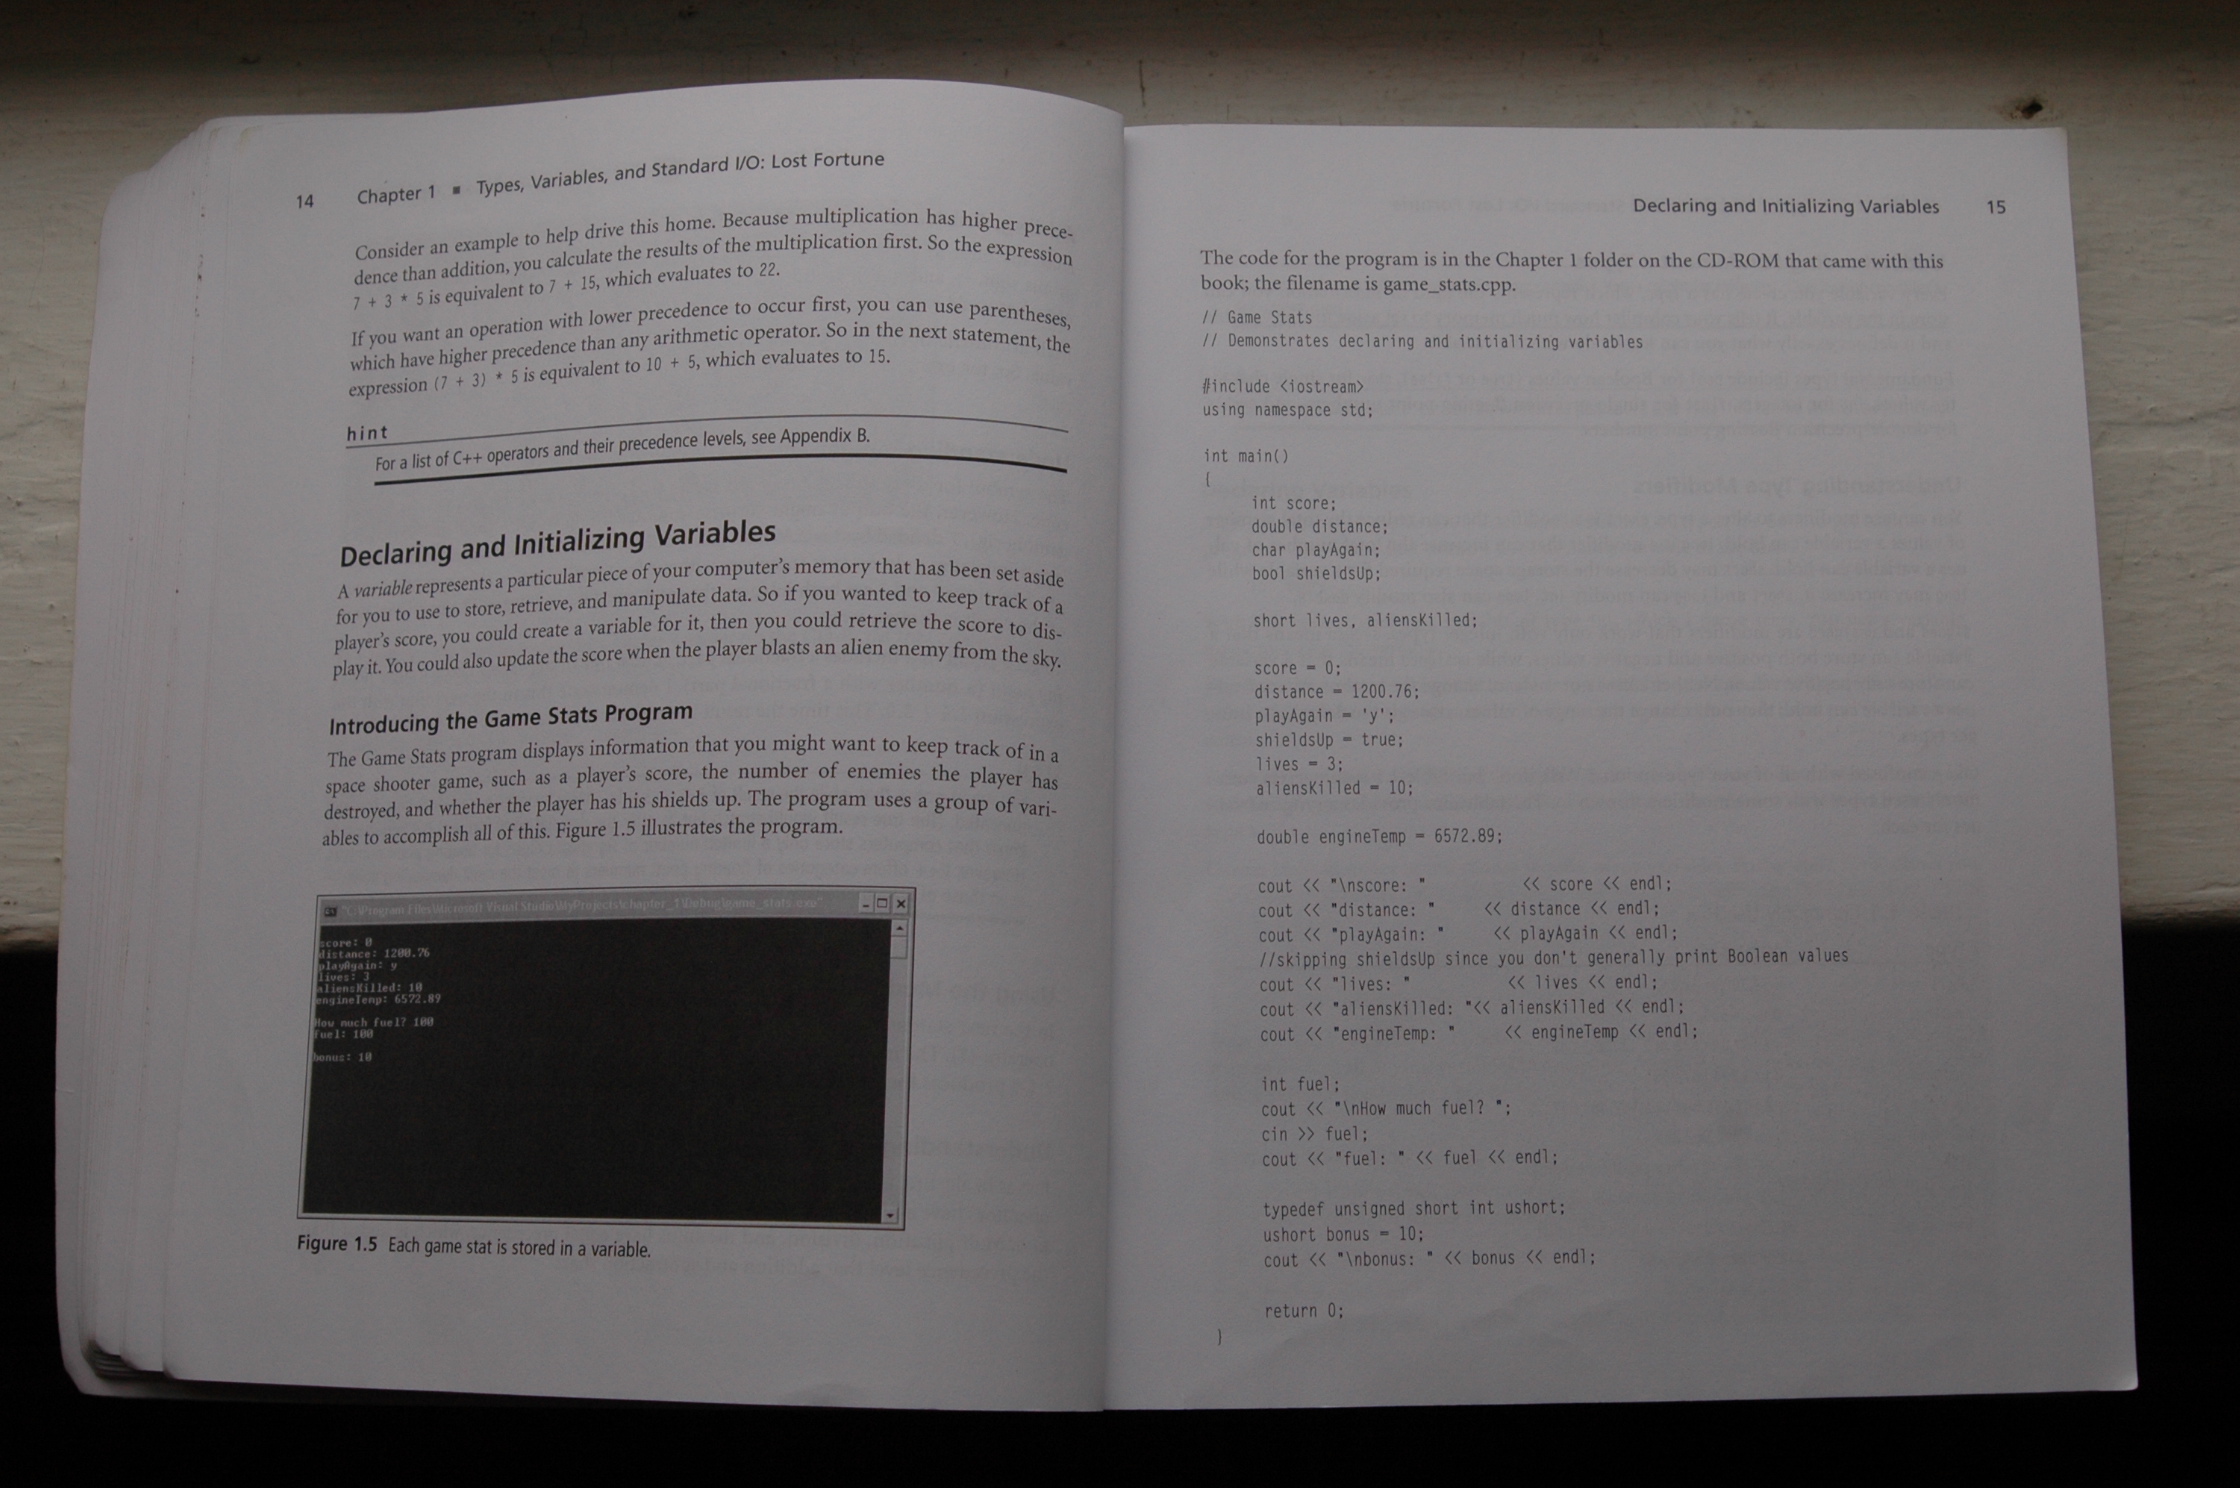 14 Chapter 1 ■ Types, Variables, and Standard I/O: Lost Fortune
Consider an example to help drive this home. Because multiplication has higher prece-
dence than addition, you calculate the results of the multiplication first. So the expression
7 + 3 * 5 is equivalent to 7 + 15, which evaluates to 22.
If you want an operation with lower precedence to occur first, you can use parentheses,
which have higher precedence than any arithmetic operator. So in the next statement, the
expression (7 + 3) * 5 is equivalent to 10 + 5, which evaluates to 15.
hint
For a list of C++ operators and their precedence levels, see Appendix B.
Declaring and Initializing Variables
A variable represents a particular piece of your computer's memory that has been set aside
for you to use to store, retrieve, and manipulate data. So if you wanted to keep track of a
player's score, you could create a variable for it, then you could retrieve the score to dis-
play it. You could also update the score when the player blasts an alien enemy from the sky.
Introducing the Game Stats Program
The Game Stats program displays information that you might want to keep track of in a
space shooter game, such as a player's score, the number of enemies the player has
destroyed, and whether the player has his shields up. The program uses a group of vari-
ables to accomplish all of this. Figure 1.5 illustrates the program.
"C:\Program Files\Microsoft Visual Studio\MyProjects\chapter_1\Debug\game_stats.exe"
score: 0
distance: 1200.76
playAgain: y
lives: 3
aliensKilled: 10
engineTemp: 6572.89
How much fuel? 100
fuel: 100
bonus: 10
Figure 1.5 Each game stat is stored in a variable.
Declaring and Initializing Variables 15
The code for the program is in the Chapter 1 folder on the CD-ROM that came with this
book; the filename is game_stats.cpp.
// Game Stats
// Demonstrates declaring and initializing variables
#include <iostream>
using namespace std;
int main()
{
int score;
double distance;
char playAgain;
bool shieldsUp;
short lives, aliensKilled;
score = 0;
distance = 1200.76;
playAgain = 'y';
shieldsUp = true;
lives = 3;
aliensKilled = 10;
double engineTemp = 6572.89;
cout << "\nscore: " << score << endl;
cout << "distance: " << distance << endl;
cout << "playAgain: " << playAgain << endl;
//skipping shieldsUp since you don't generally print Boolean values
cout << "lives: " << lives << endl;
cout << "aliensKilled: "<< aliensKilled << endl;
cout << "engineTemp: " << engineTemp << endl;
int fuel;
cout << "\nHow much fuel? ";
cin >> fuel;
cout << "fuel: " << fuel << endl;
typedef unsigned short int ushort;
ushort bonus = 10;
cout << "\nbonus: " << bonus << endl;
return 0;
}